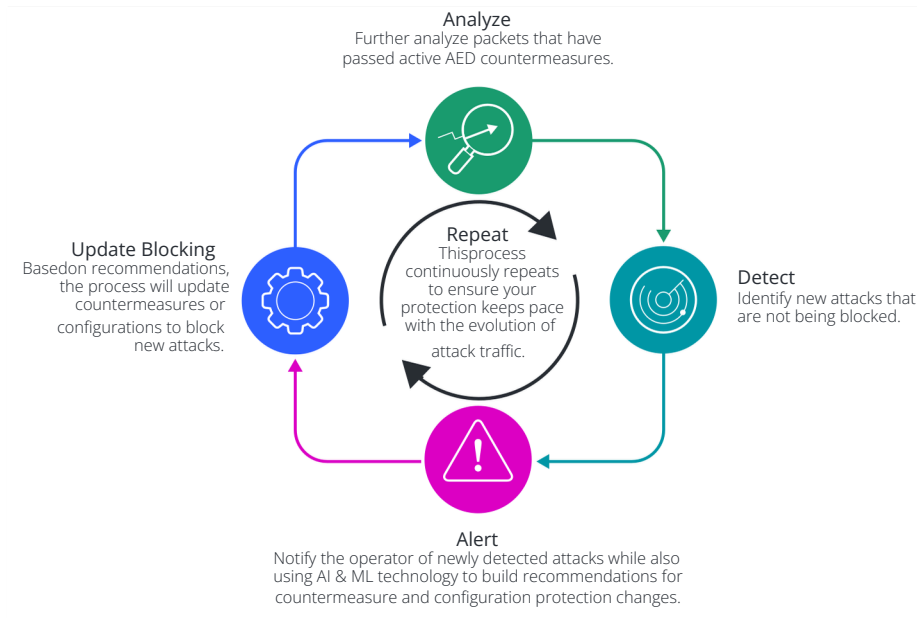 Analyze
Further analyze packets that have
passed active AED countermeasures.
Repeat
Thisprocess
continuously repeats
to ensure your
protection keeps pace
with the evolution of
attack traffic.
Update Blocking
Basedon recommendations,
the process will update
countermeasures or
configurations to block
new attacks.
Detect
Identify new attacks that
are not being blocked.
Alert
Notify the operator of newly detected attacks while also
using AI & ML technology to build recommendations for
countermeasure and configuration protection changes.